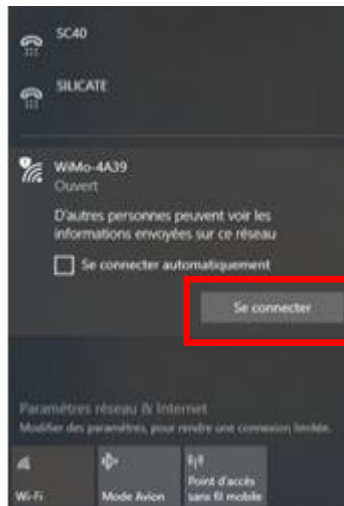 SC40
SILICATE
WiMo-4A39
Ouvert
D'autres personnes peuvent voir les
informations envoyées sur ce réseau
Se connecter automatiquement
Se connecter
Paramètres réseau & Internet
Modifier des paramètres, pour rendre une connexion limitée.
Wi-Fi
Mode Avion
Point d'accès
sans fil mobile